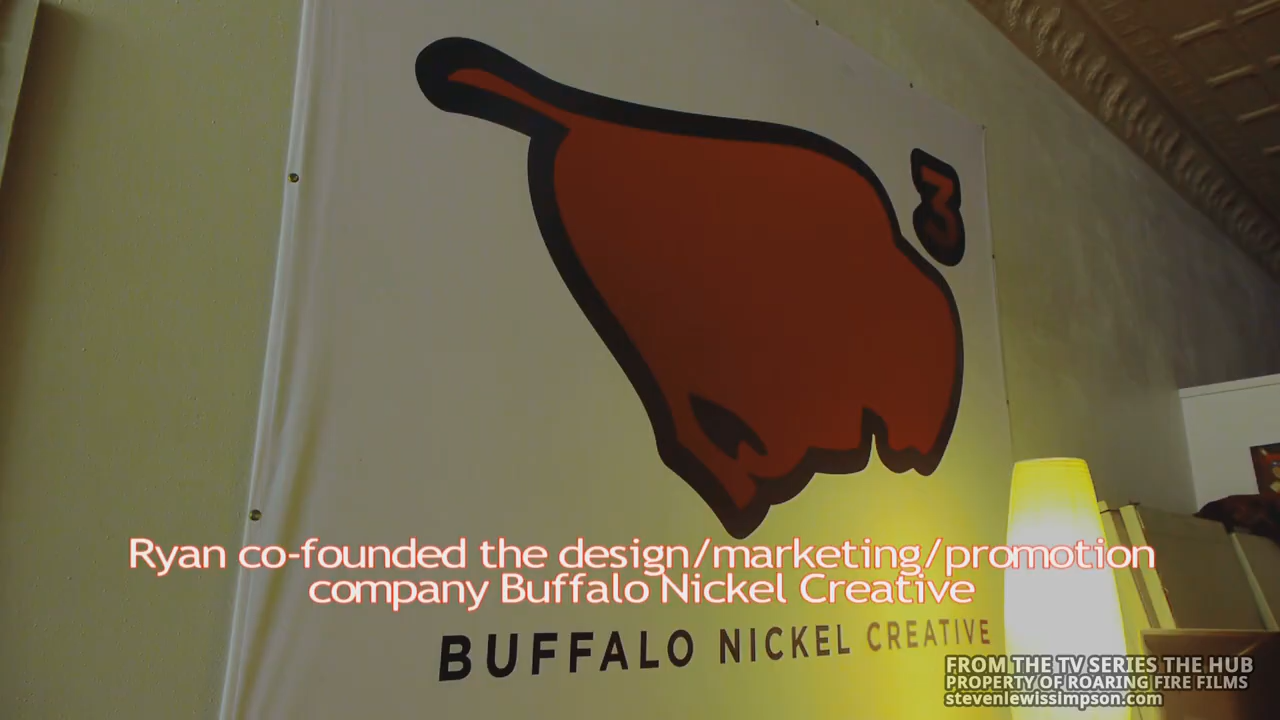 3
Ryan co-founded the design/marketing/promotion
company Buffalo Nickel Creative
BUFFALO NICKEL CREATIVE
FROM THE TV SERIES THE HUB
PROPERTY OF ROARING FIRE FILMS
stevenlewissimpson.com